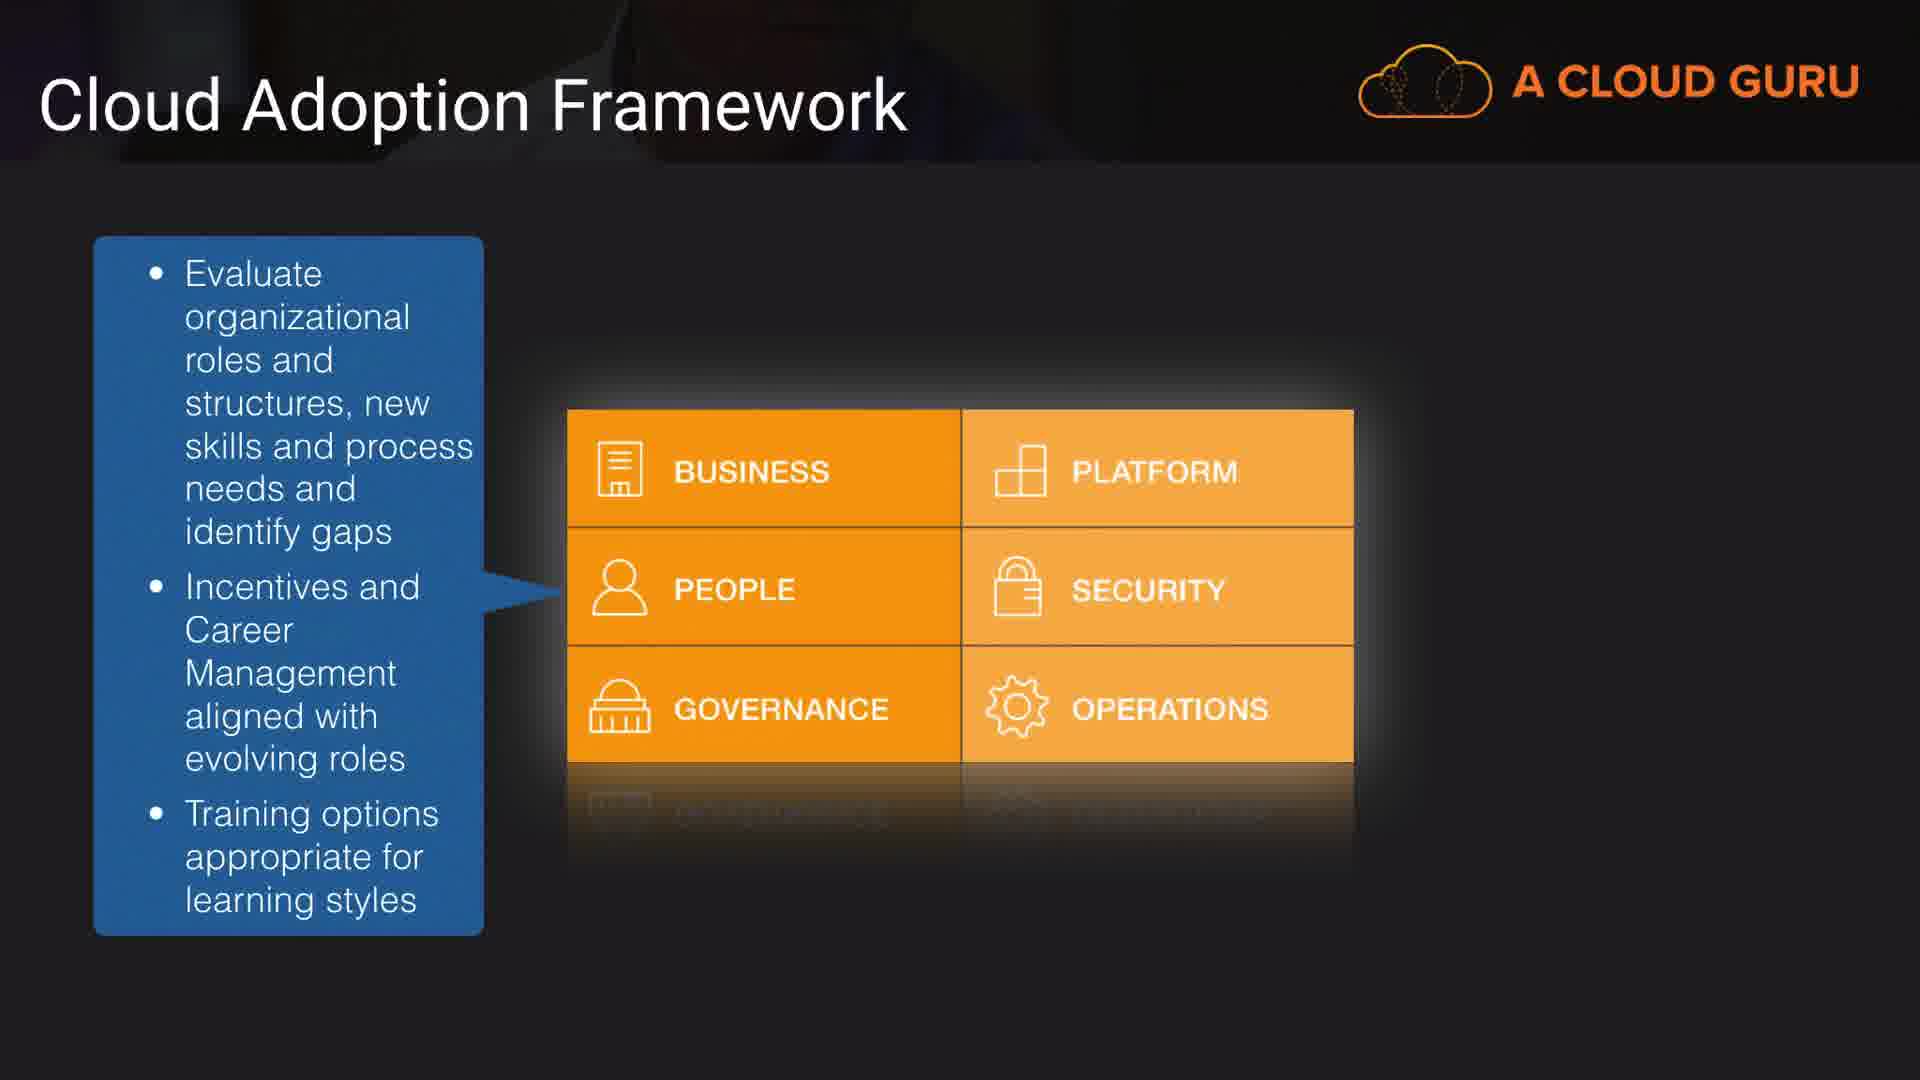 Cloud Adoption Framework
A CLOUD GURU
• Evaluate
organizational
roles and
structures, new
skills and process
needs and
identify gaps
• Incentives and
Career
Management
aligned with
evolving roles
• Training options
appropriate for
learning styles
BUSINESS
PLATFORM
PEOPLE
SECURITY
GOVERNANCE
OPERATIONS